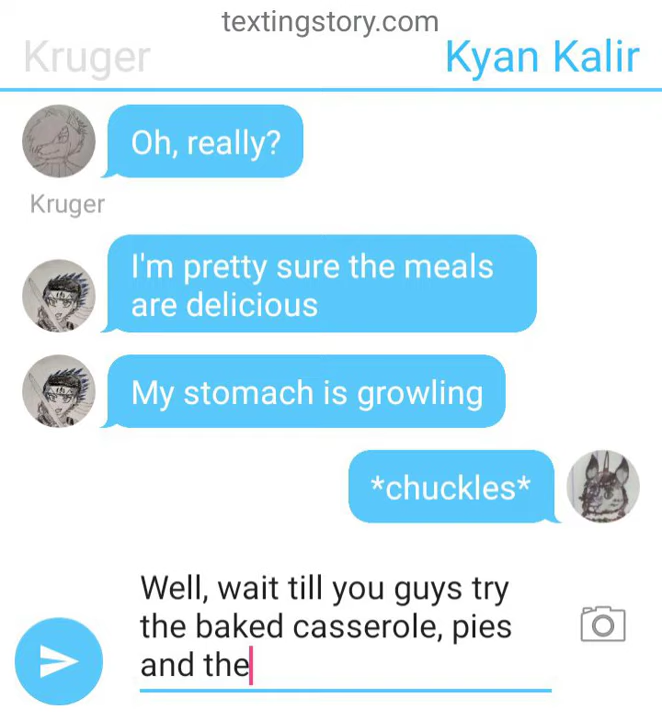 textingstory.com
Kruger
Kyan Kalir
Oh, really?
Kruger
I'm pretty sure the meals
are delicious
My stomach is growling
*chuckles*
Well, wait till you guys try
the baked casserole, pies
and the